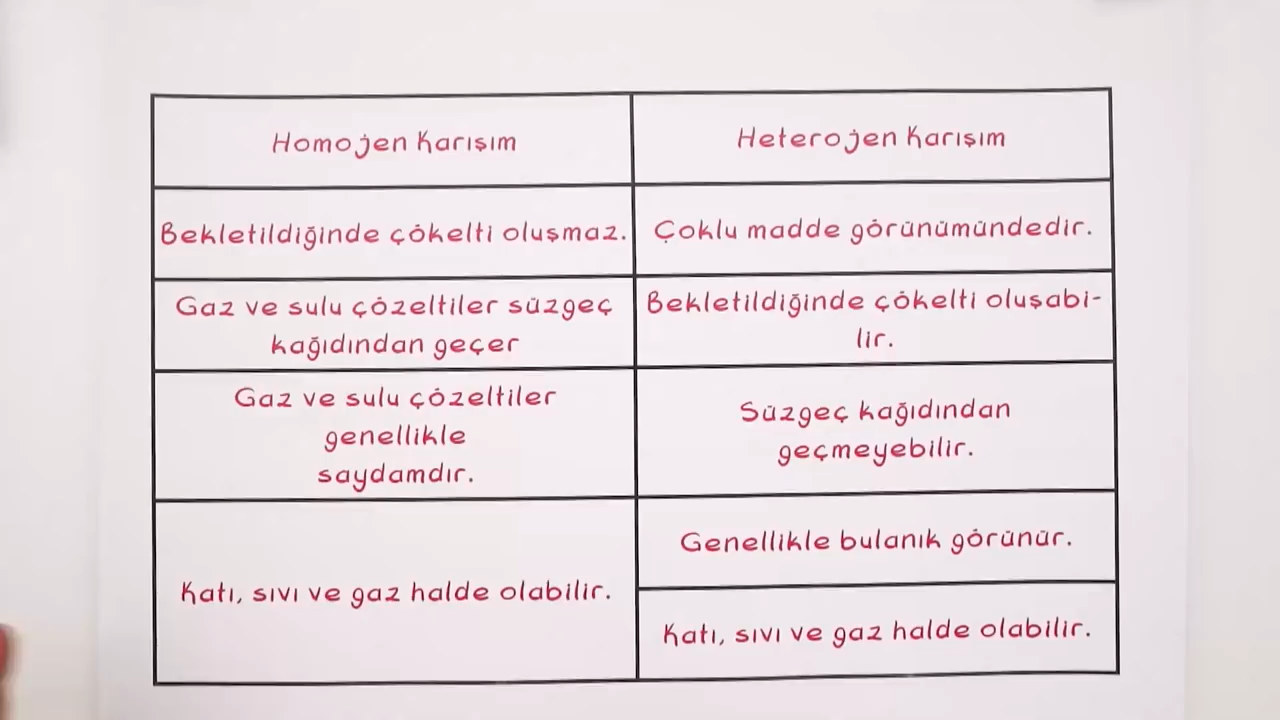 Homojen Karışım
Heterojen Karışım
Bekletildiğinde çökelti oluşmaz.
Çoklu madde görünümündedir.
Gaz ve sulu çözeltiler süzgeç
kağıdından geçer
Bekletildiğinde çökelti oluşabi-
lir.
Gaz ve sulu çözeltiler
genellikle
saydamdır.
Süzgeç kağıdından
geçmeyebilir.
Katı, sıvı ve gaz halde olabilir.
Genellikle bulanık görünür.
Katı, sıvı ve gaz halde olabilir.